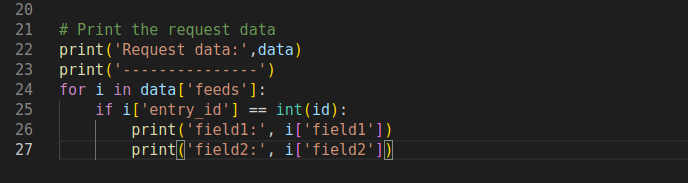 20
21 # Print the request data
22 print('Request data:',data)
23 print('---------------')
24 for i in data['feeds']:
25     if i['entry_id'] == int(id):
26         print('field1:', i['field1'])
27         print('field2:', i['field2'])